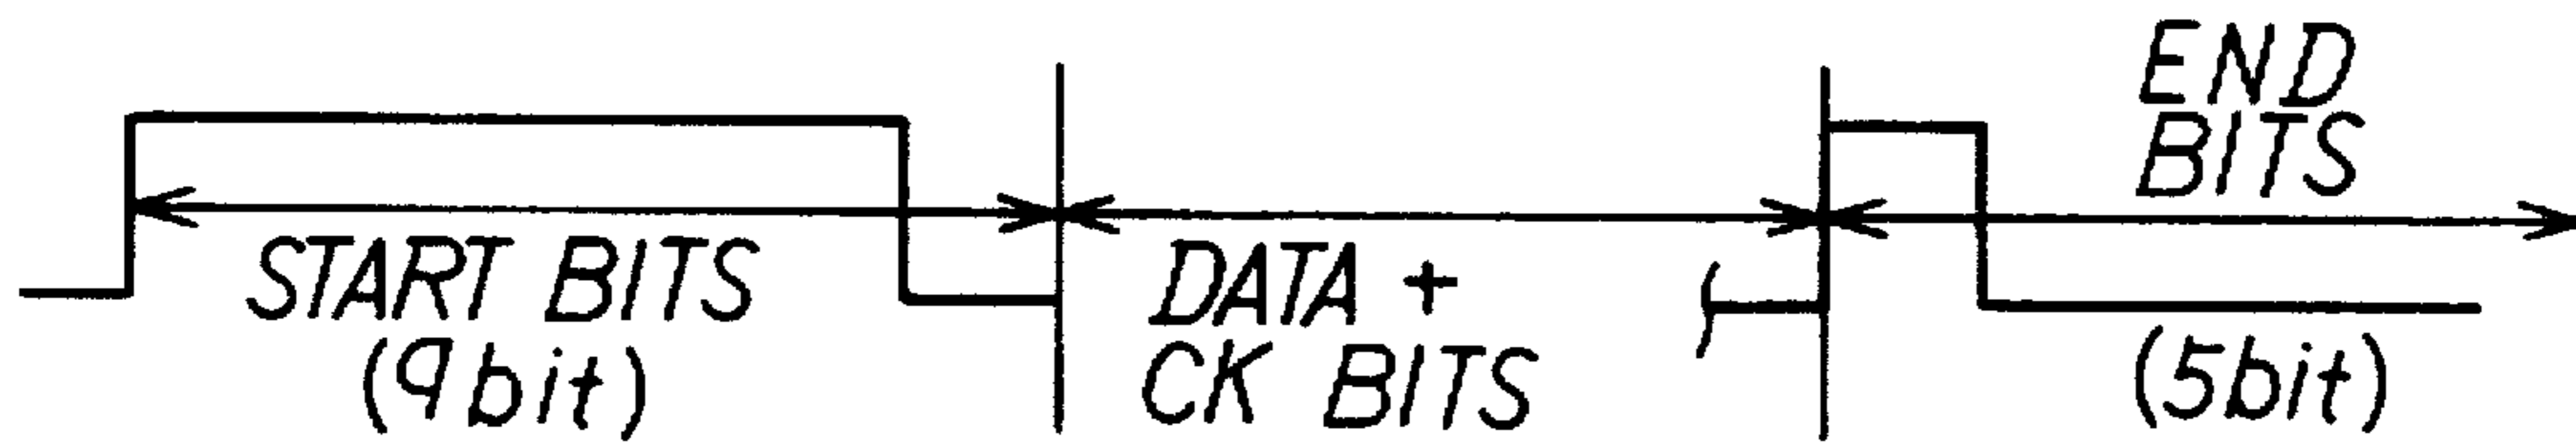 START BITS
(9bit)
DATA +
CK BITS
END
BITS
(5bit)